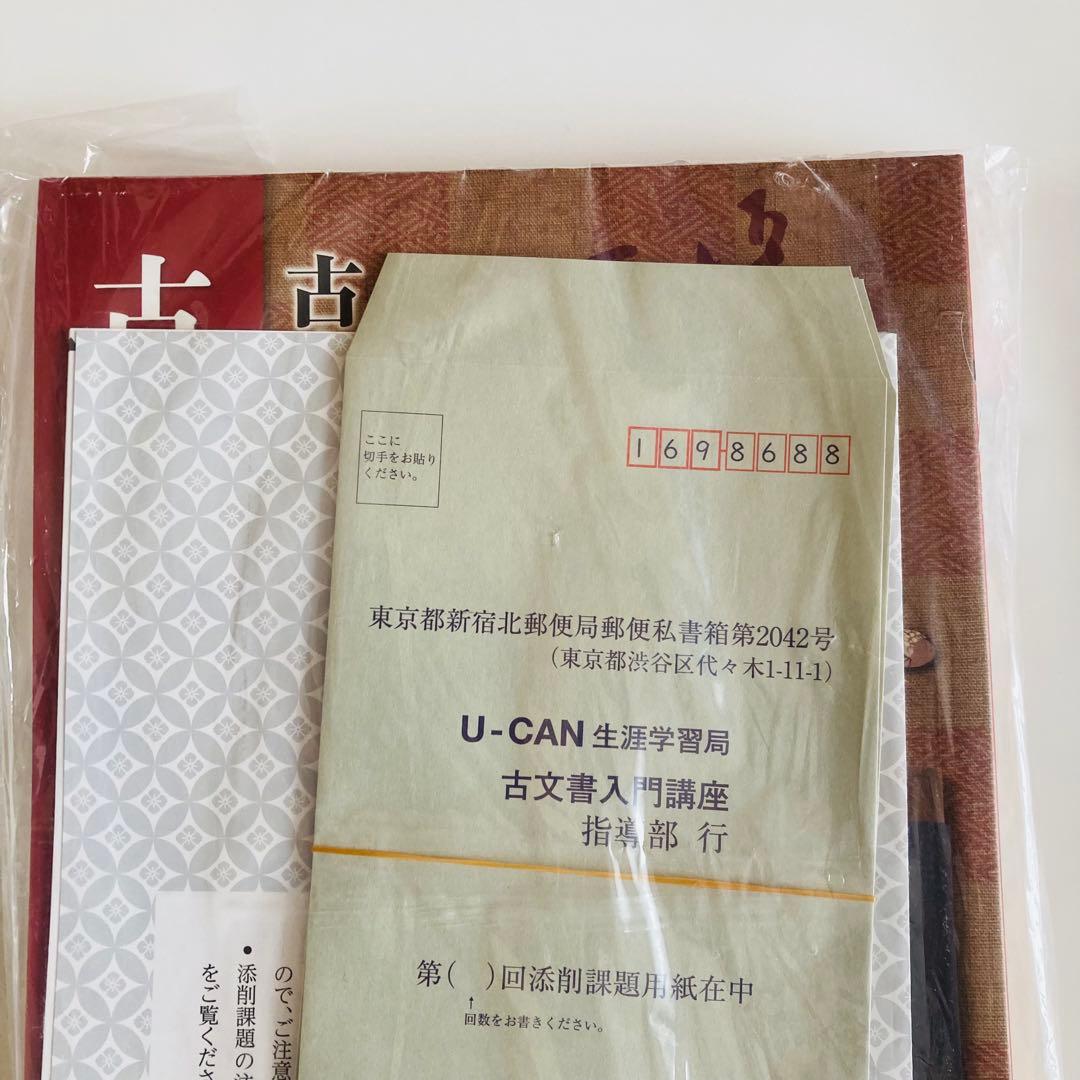 古
古
ここに
切手をお貼り
ください。
169-8688
東京都新宿北郵便局郵便私書箱第2042号
（東京都渋谷区代々木1-11-1）
U-CAN 生涯学習局
古文書入門講座
指導部 行
第(　)回添削課題用紙在中
↑
回数をお書きください。
ので、ご注意
● 添削課題の
をご覧くださ